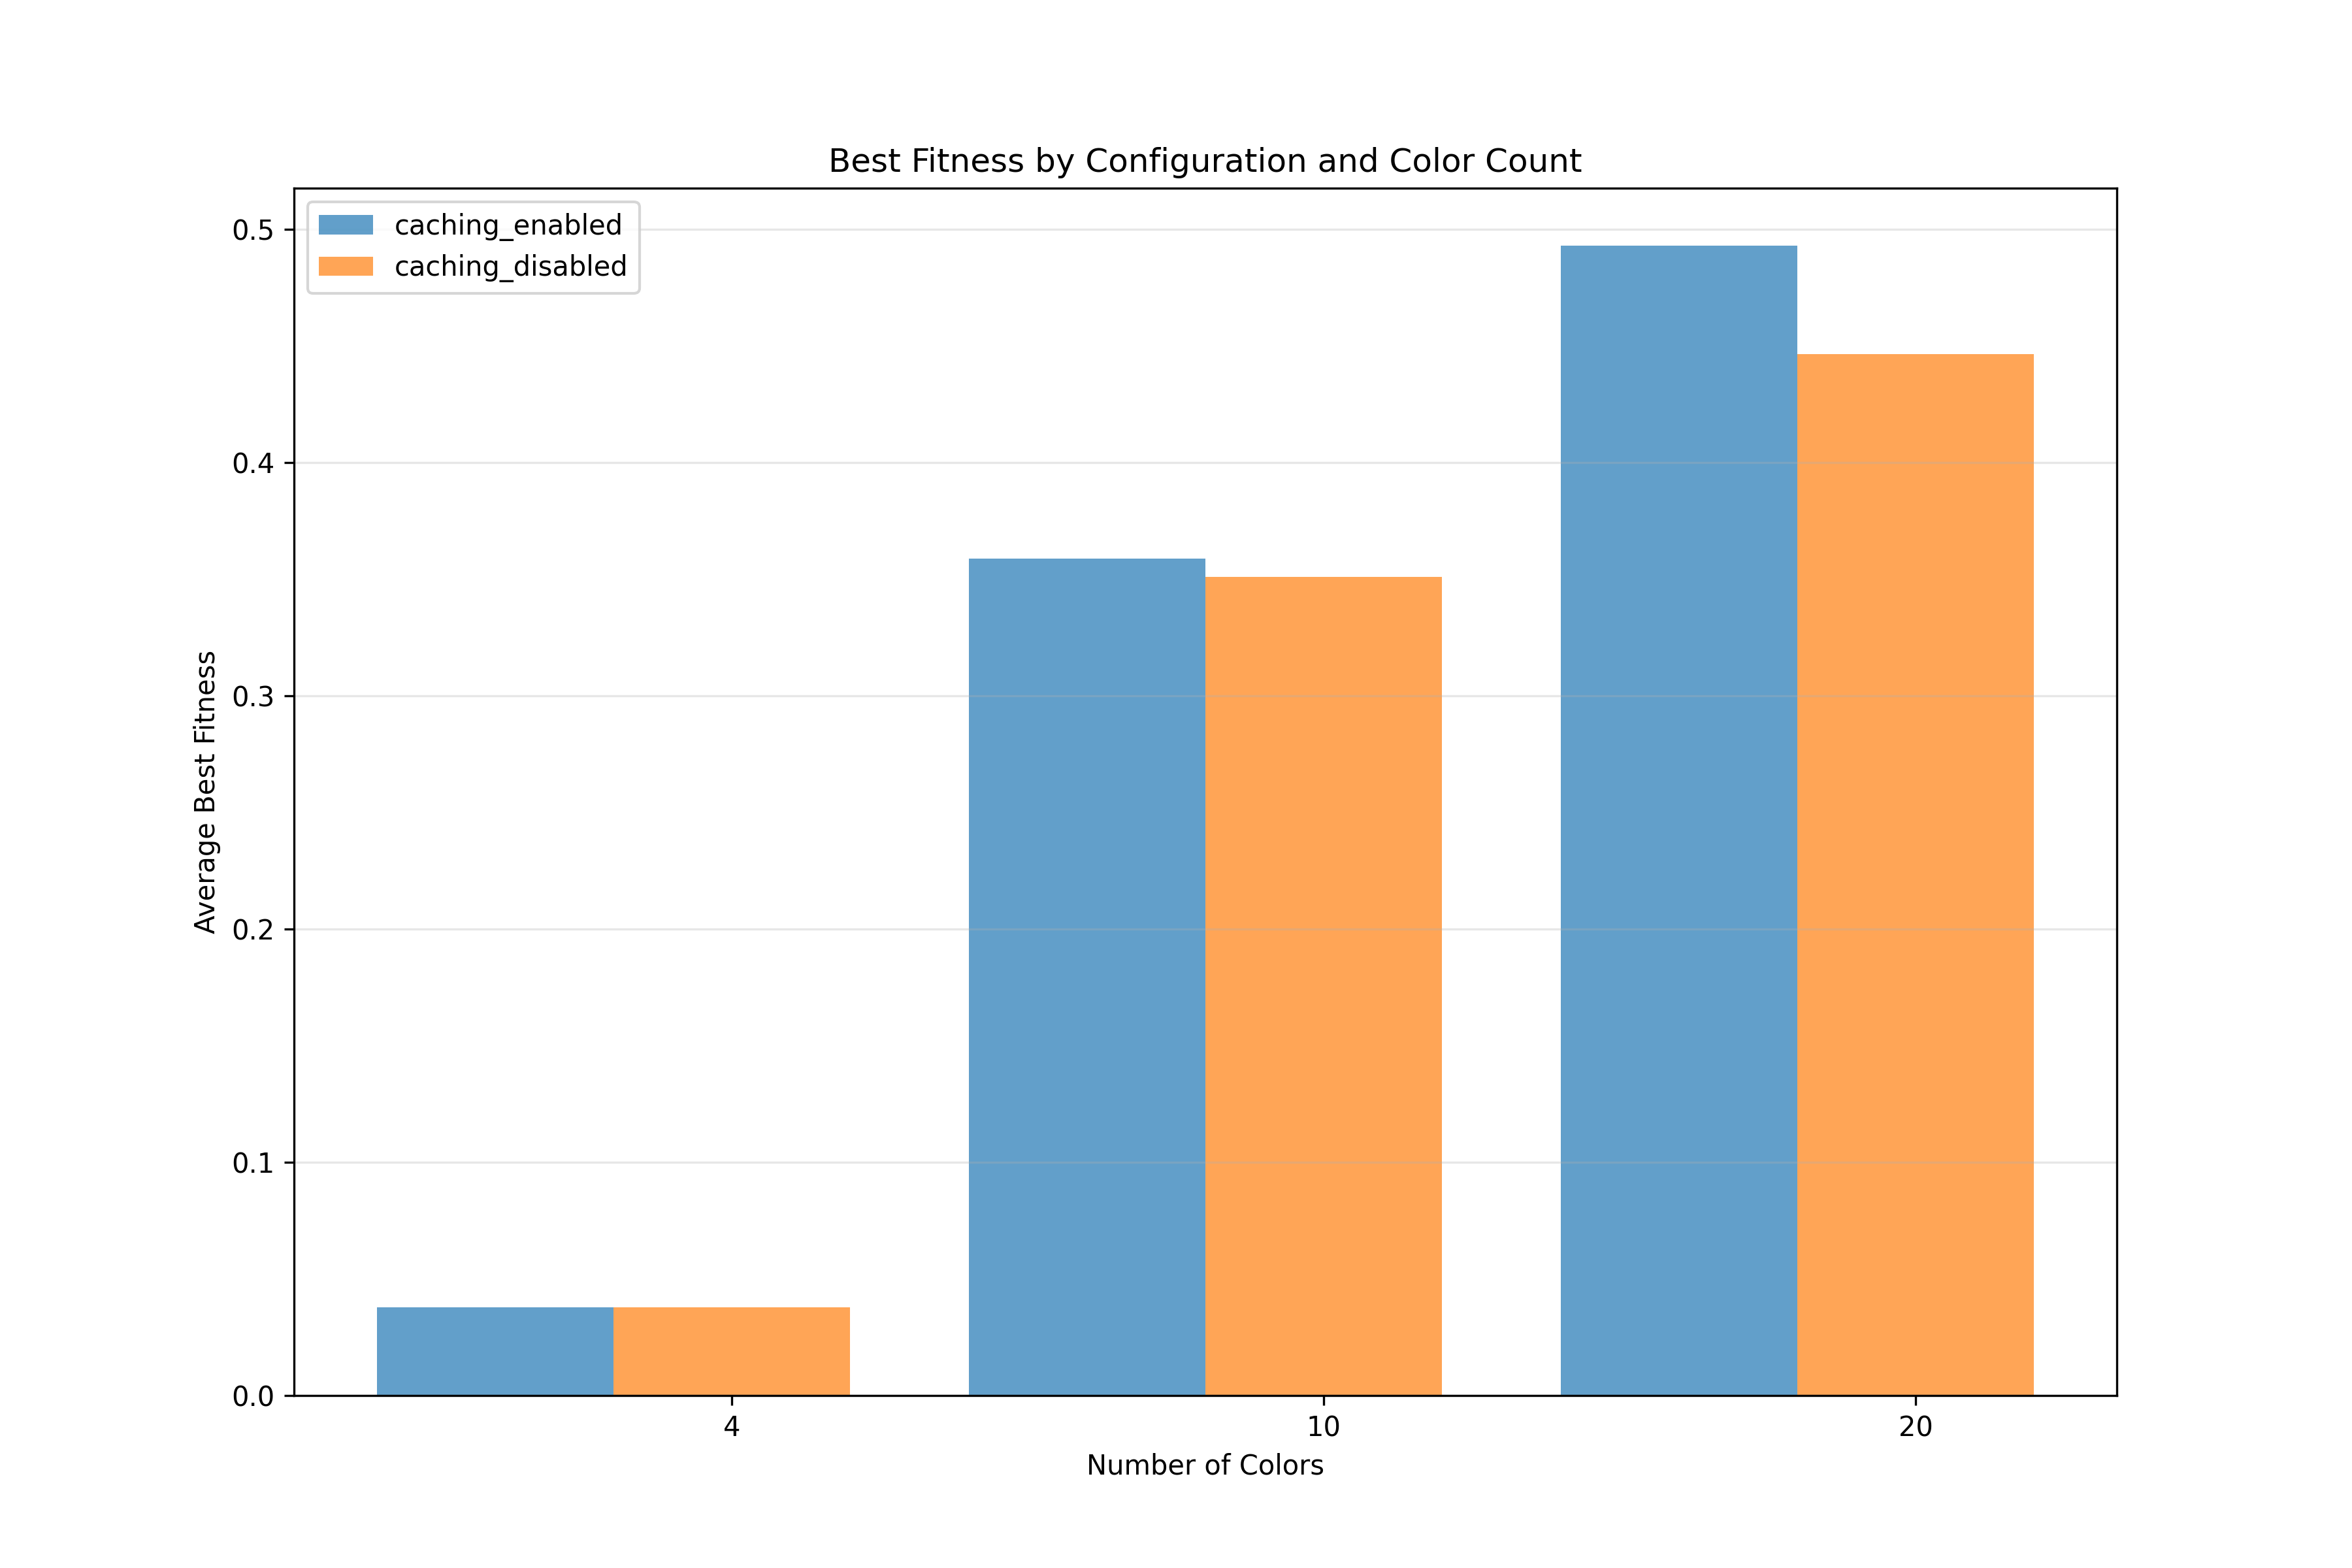 Best Fitness by Configuration and Color Count
caching_enabled
caching_disabled
0.5
0.4
0.3
0.2
0.1
0.0
Average Best Fitness
4
10
20
Number of Colors